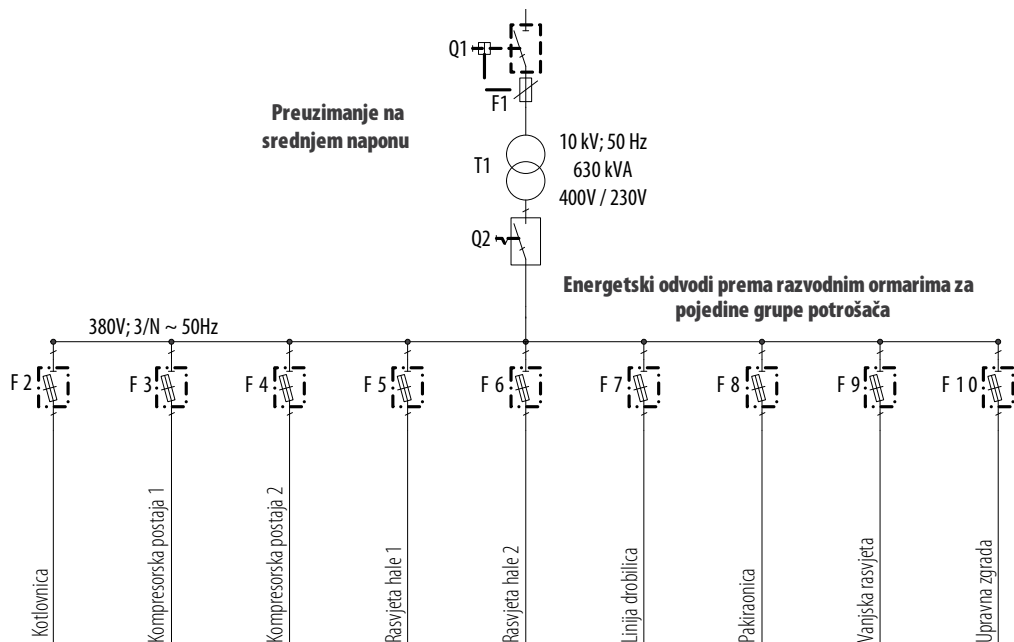 Q1
F1
Preuzimanje na
srednjem naponu
T1
10 kV; 50 Hz
630 kVA
400V / 230V
Q2
Energetski odvodi prema razvodnim ormarima za
pojedine grupe potrošača
380V; 3/N ~ 50Hz
F 2
F 3
F 4
F 5
F 6
F 7
F 8
F 9
F 1 0
Kotlovnica
Kompresorska postaja 1
Kompresorska postaja 2
Rasvjeta hale 1
Rasvjeta hale 2
Linija drobilica
Pakiraonica
Vanjska rasvjeta
Upravna zgrada